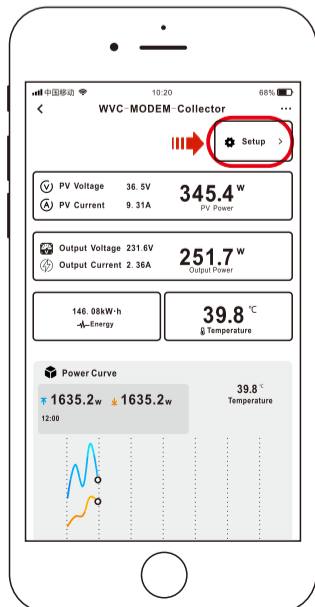 中国移动 10:20 68%
WVC-MODEM-Collector ...
Setup >
V PV Voltage 36.5V
A PV Current 9.31A
345.4 W
PV Power
Output Voltage 231.6V
Output Current 2.36A
251.7 W
Output Power
146.08kW·h
Energy
39.8 ℃
Temperature
Power Curve
1635.2w 1635.2w
12:00
39.8 ℃
Temperature